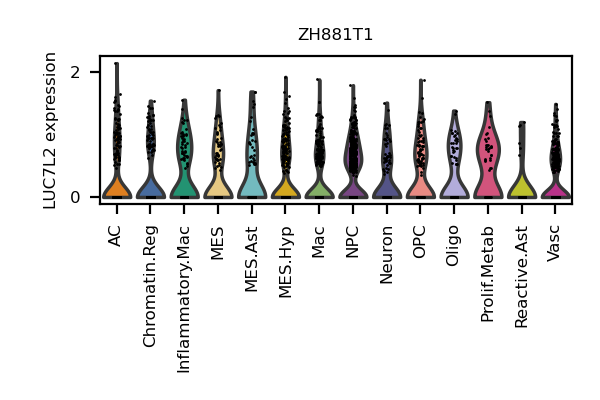 ZH881T1
LUC7L2 expression
2
0
AC
Chromatin.Reg
Inflammatory.Mac
MES
MES.Ast
MES.Hyp
Mac
NPC
Neuron
OPC
Oligo
Prolif.Metab
Reactive.Ast
Vasc